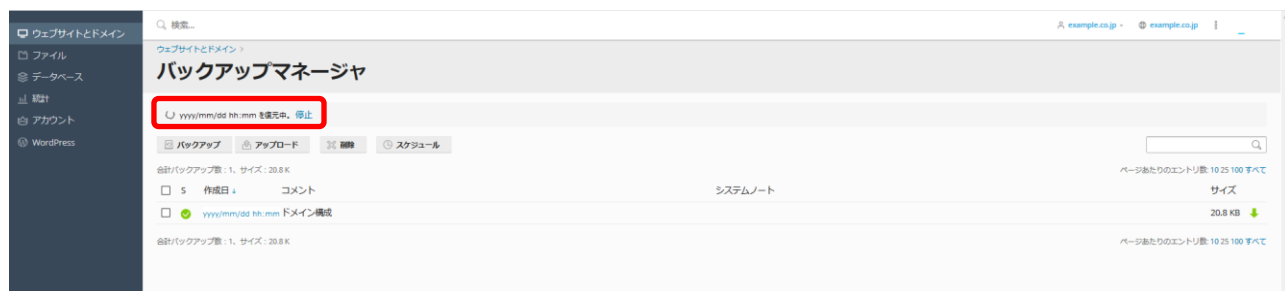 検索...
example.co.jp
example.co.jp
ウェブサイトとドメイン
ファイル
データベース
統計
アカウント
WordPress
ウェブサイトとドメイン >
バックアップマネージャ
yyyy/mm/dd hh:mm を復元中。 停止
バックアップ アップロード 削除 スケジュール
合計バックアップ数 : 1、サイズ : 20.8 K ページあたりのエントリ数: 10 25 100 すべて
S 作成日↓ コメント システムノート サイズ
yyyy/mm/dd hh:mm ドメイン構成 20.8 KB
合計バックアップ数 : 1、サイズ : 20.8 K ページあたりのエントリ数: 10 25 100 すべて